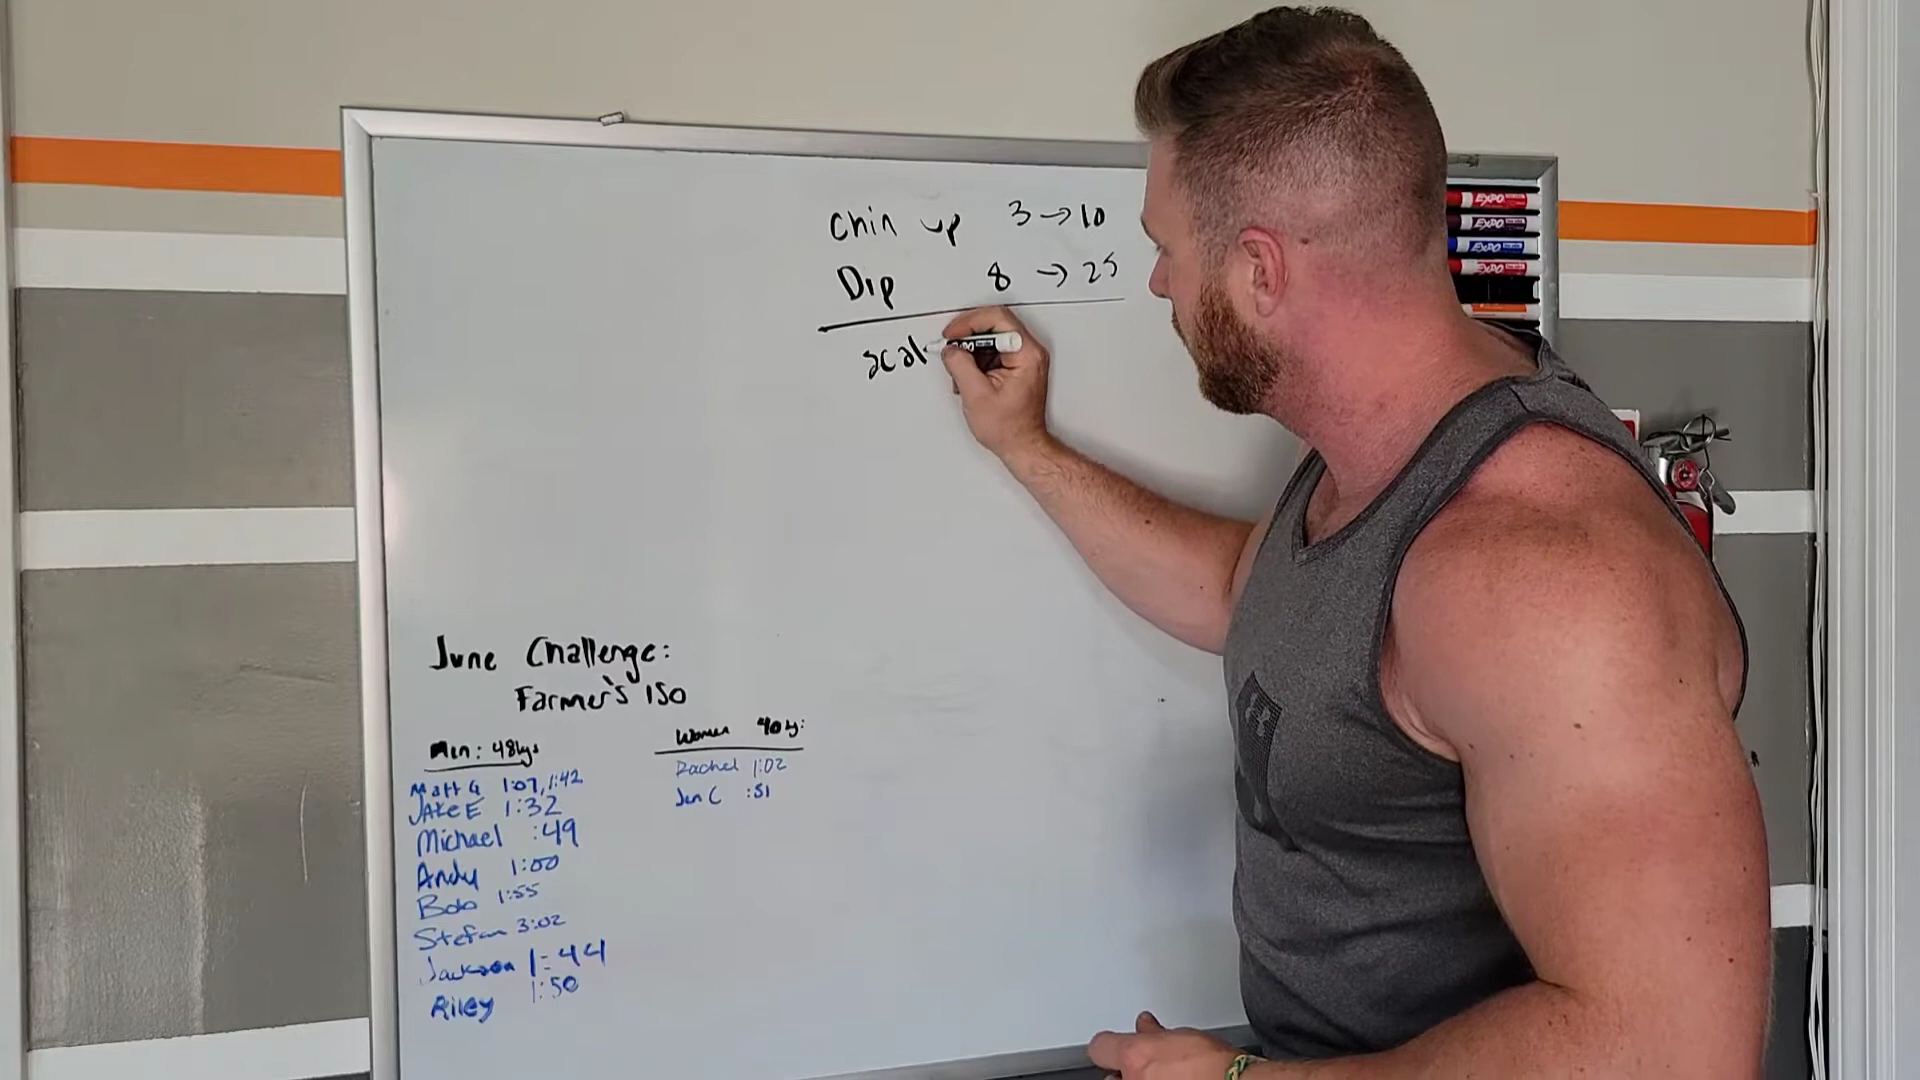 Chin up 3 → 10
Dip 8 → 25
scal
June Challenge:
Farmer's ISO
Men: 48kgs
Matt G 1:07, 1:42
JAKE E 1:32
Michael :49
Andy 1:00
Bob 1:55
Stefan 3:02
Jackson 1:44
Riley 1:50
Women 40kg:
Rachel 1:02
Jen C :51
EXPO
EXPO
EXPO
EXPO